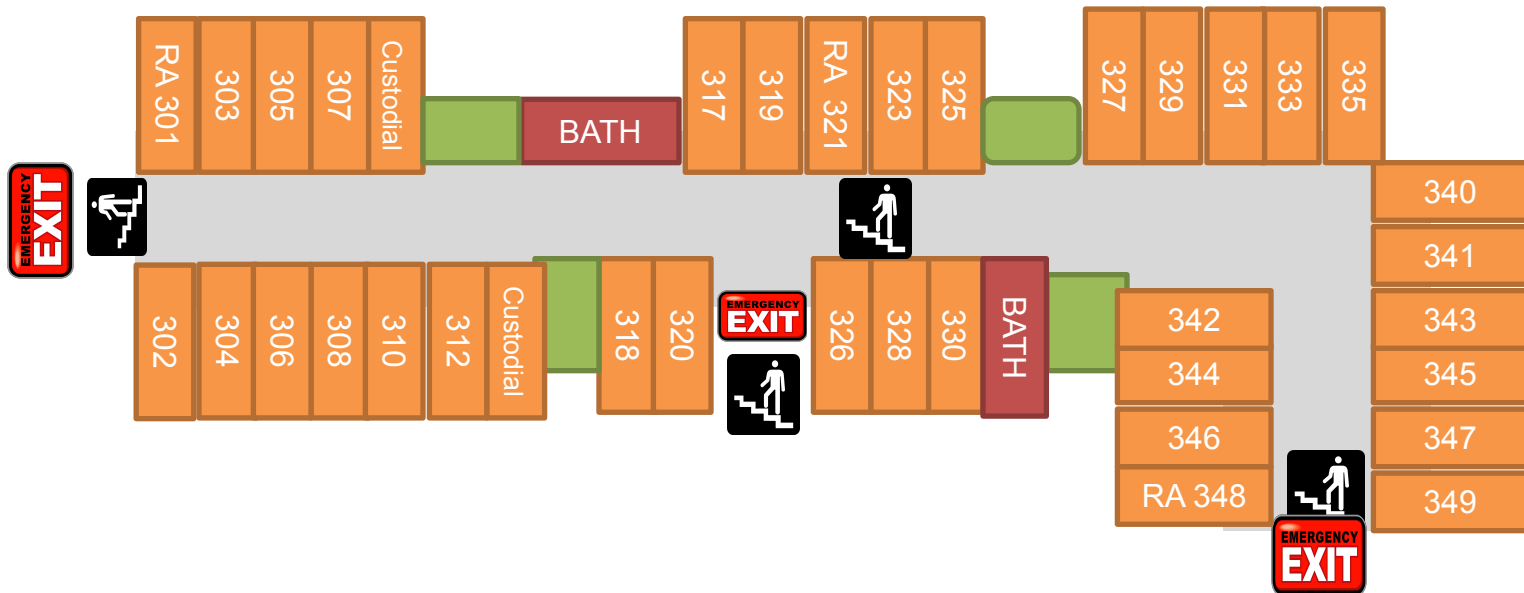 RA 301
303
305
307
Custodial
BATH
317
319
RA 321
323
325
327
329
331
333
335
EMERGENCY
EXIT
340
341
343
345
347
349
302
304
306
308
310
312
Custodial
318
320
EMERGENCY
EXIT
326
328
330
BATH
342
344
346
RA 348
EMERGENCY
EXIT